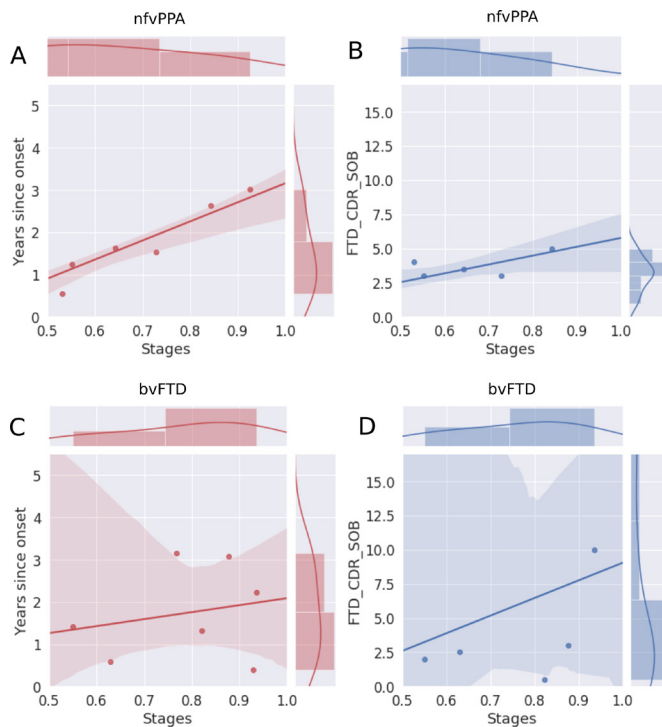 nfvPPA
nfvPPA
A
B
Years since onset
5
4
3
2
1
0
0.5 0.6 0.7 0.8 0.9 1.0
Stages
FTD_CDR_SOB
15.0
12.5
10.0
7.5
5.0
2.5
0.0
0.5 0.6 0.7 0.8 0.9 1.0
Stages
bvFTD
bvFTD
C
D
Years since onset
5
4
3
2
1
0
0.5 0.6 0.7 0.8 0.9 1.0
Stages
FTD_CDR_SOB
15.0
12.5
10.0
7.5
5.0
2.5
0.0
0.5 0.6 0.7 0.8 0.9 1.0
Stages